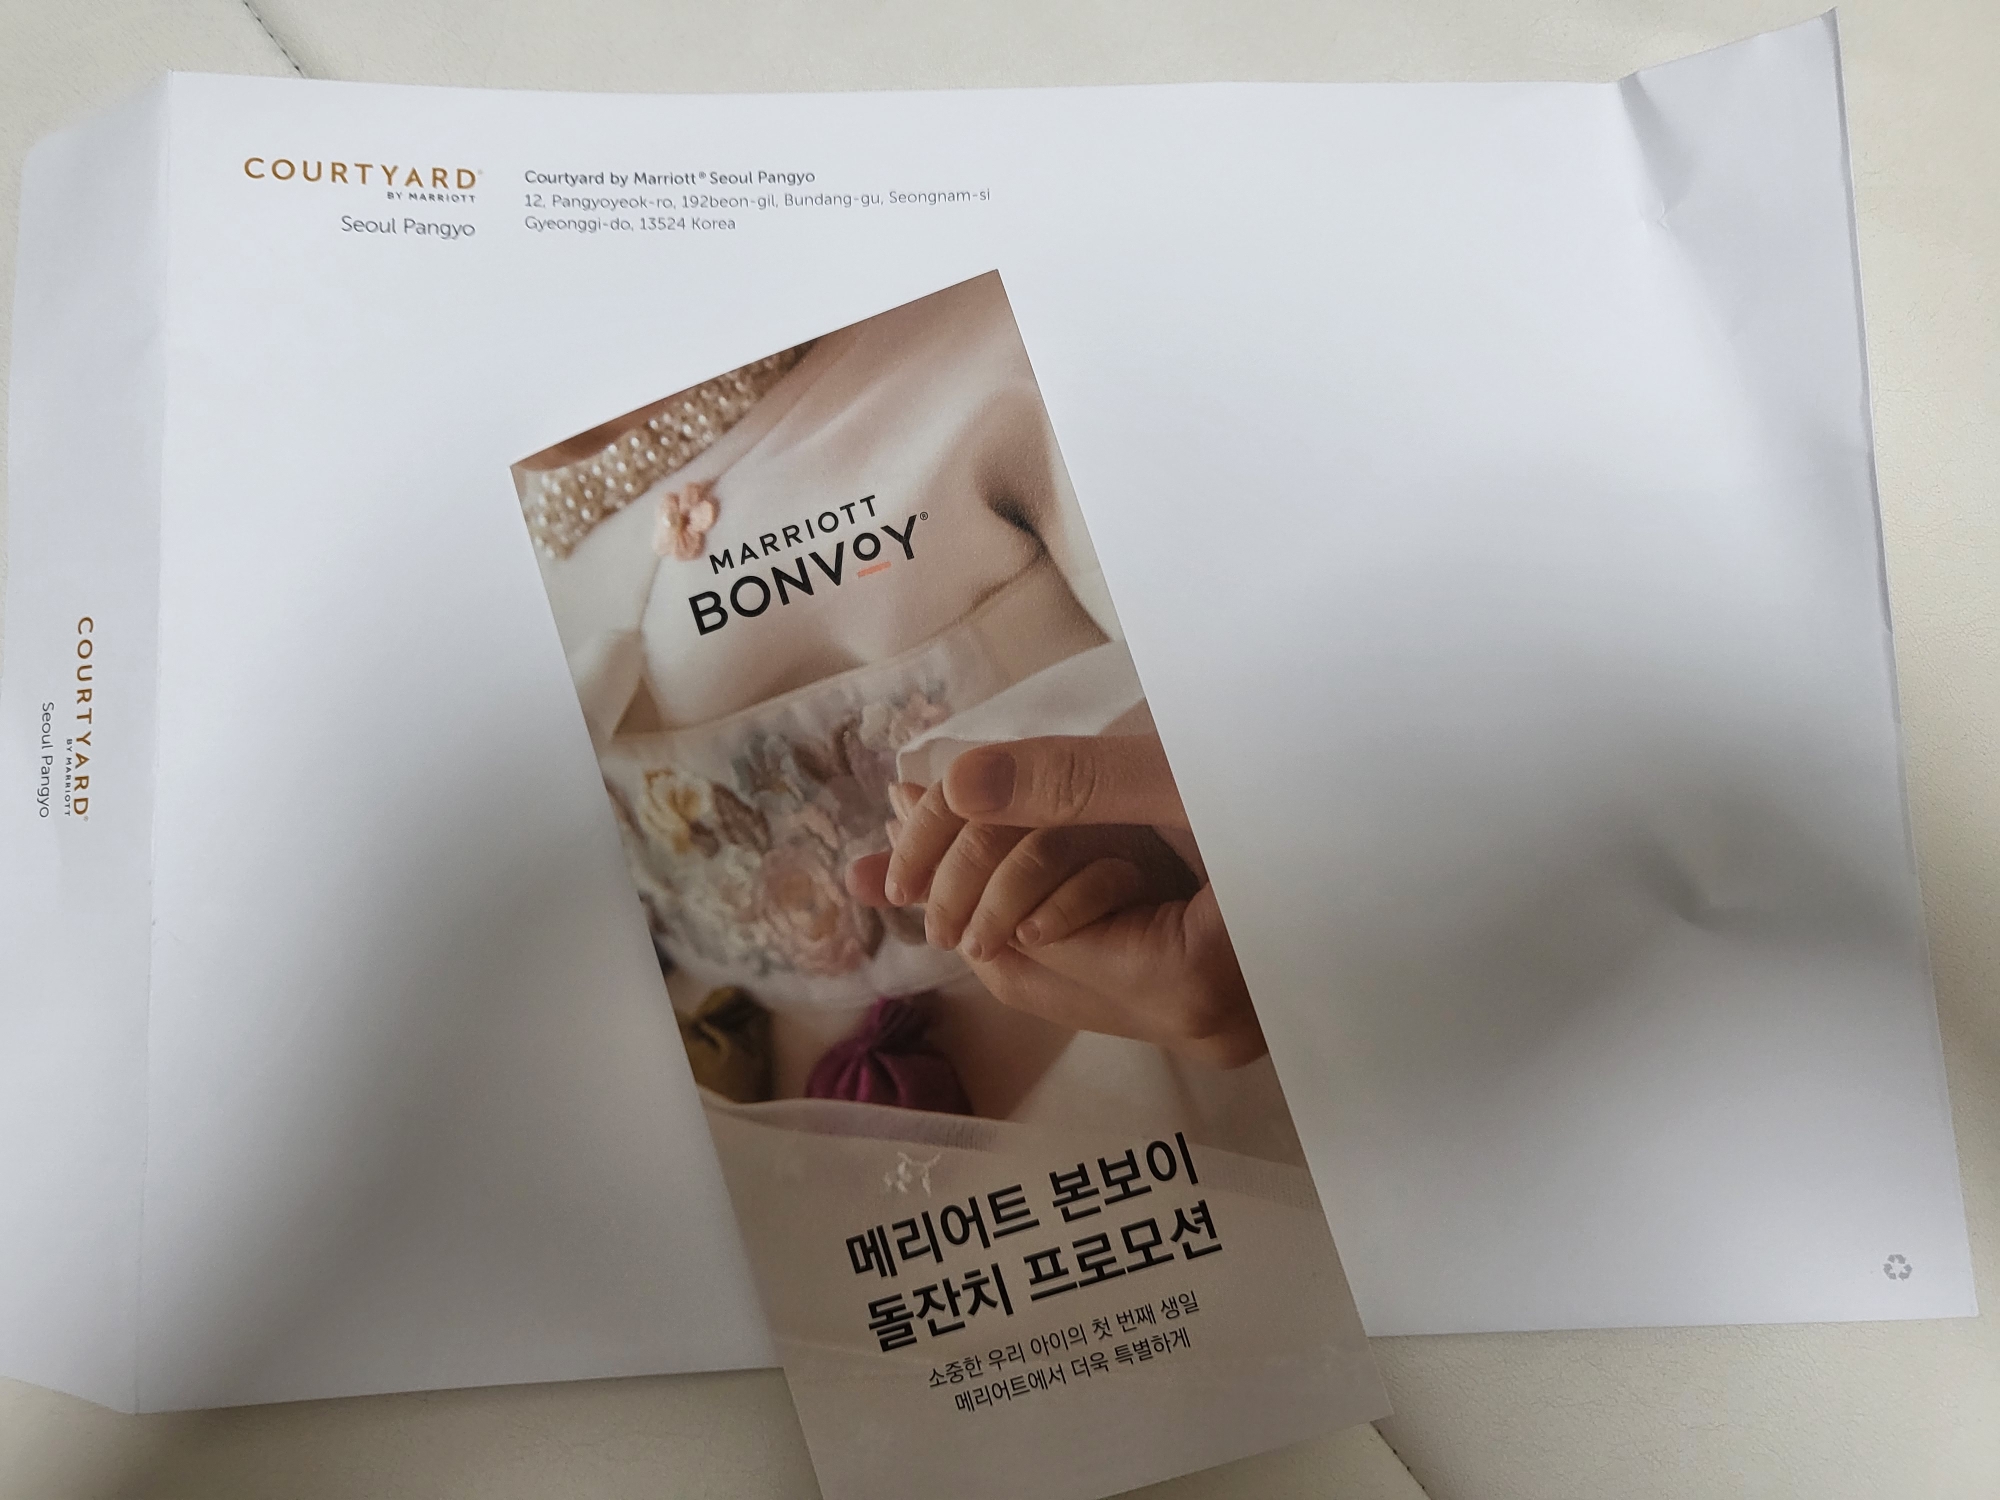 COURTYARD®
BY MARRIOTT
Seoul Pangyo
Courtyard by Marriott® Seoul Pangyo
12, Pangyoyeok-ro, 192beon-gil, Bundang-gu, Seongnam-si
Gyeonggi-do, 13524 Korea
COURTYARD®
BY MARRIOTT
Seoul Pangyo
MARRIOTT
BONVOY®
메리어트 본보이
돌잔치 프로모션
소중한 우리 아이의 첫 번째 생일
메리어트에서 더욱 특별하게